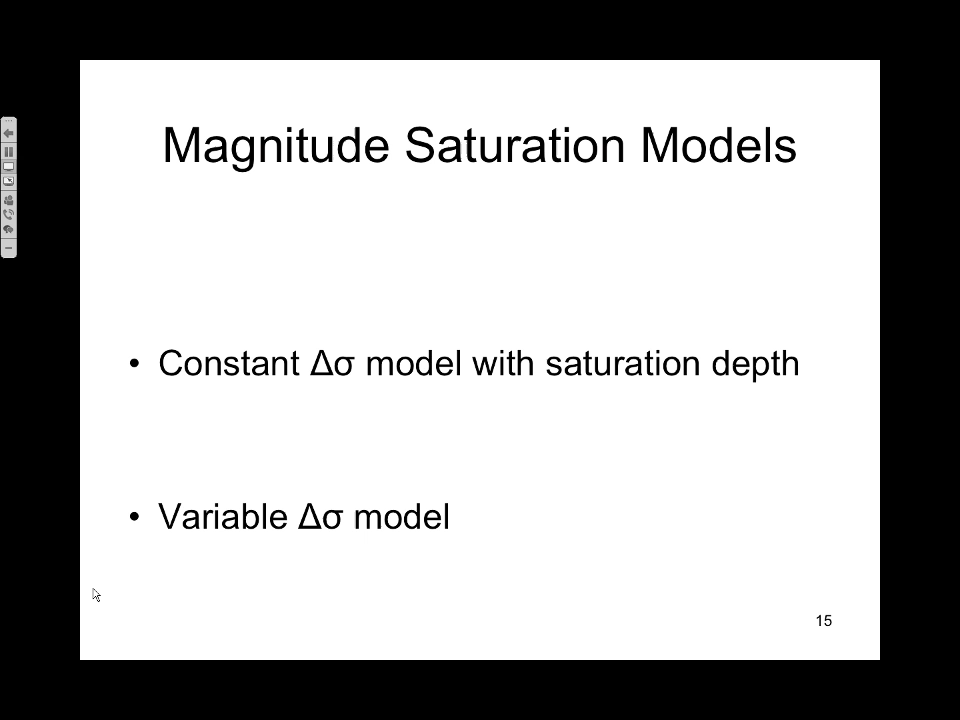 Magnitude Saturation Models
• Constant Δσ model with saturation depth
• Variable Δσ model
15